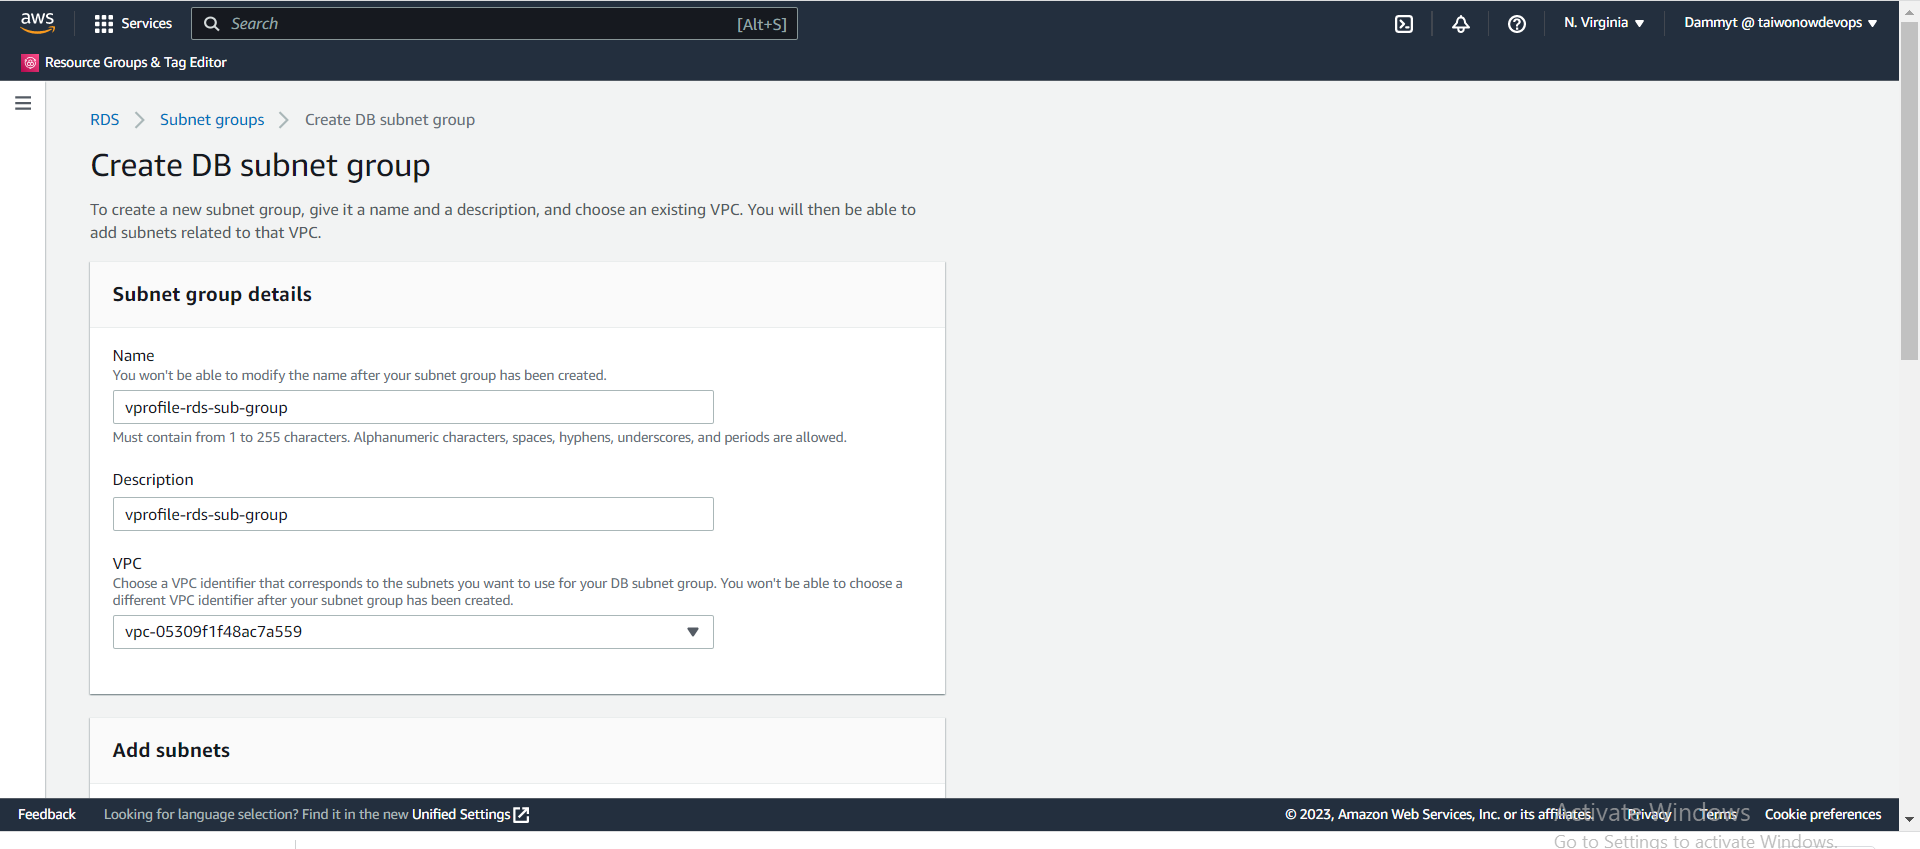 aws
Services
Search
[Alt+S]
N. Virginia
Dammyt @ taiwonowdevops
Resource Groups & Tag Editor
RDS
Subnet groups
Create DB subnet group
Create DB subnet group
To create a new subnet group, give it a name and a description, and choose an existing VPC. You will then be able to
add subnets related to that VPC.
Subnet group details
Name
You won't be able to modify the name after your subnet group has been created.
vprofile-rds-sub-group
Must contain from 1 to 255 characters. Alphanumeric characters, spaces, hyphens, underscores, and periods are allowed.
Description
vprofile-rds-sub-group
VPC
Choose a VPC identifier that corresponds to the subnets you want to use for your DB subnet group. You won't be able to choose a
different VPC identifier after your subnet group has been created.
vpc-05309f1f48ac7a559
Add subnets
Feedback
Looking for language selection? Find it in the new Unified Settings
© 2023, Amazon Web Services, Inc. or its affiliates.
Privacy
Terms
Cookie preferences
Activate Windows
Go to Settings to activate Windows.